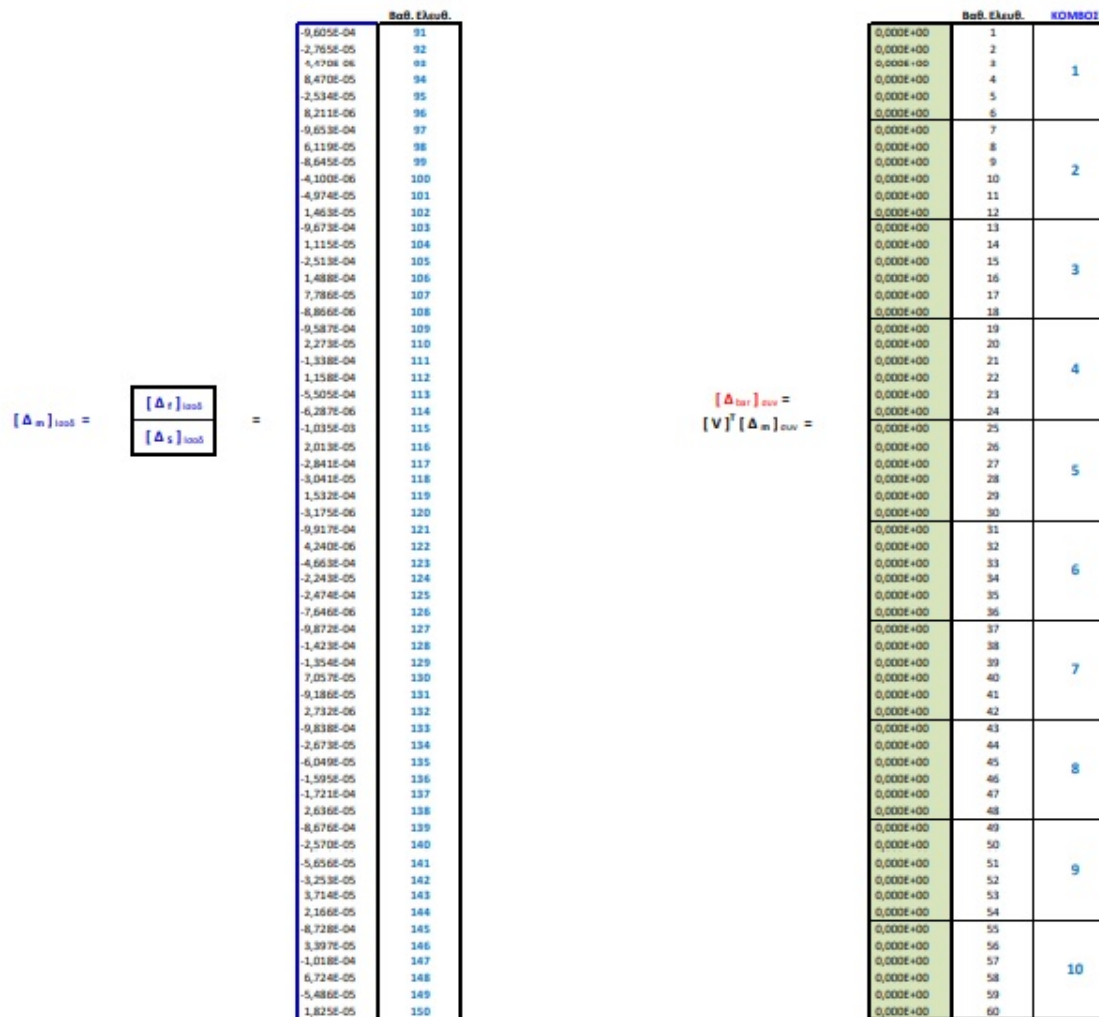 [ Δ m ] ισοδ =
[ Δ f ] ισοδ
[ Δ s ] ισοδ
=
Βαθ. Ελευθ.
-9,605E-04 91
-2,765E-05 92
93
8,470E-05 94
-2,534E-05 95
8,211E-06 96
-9,653E-04 97
6,119E-05 98
-8,645E-05 99
-4,100E-06 100
-4,974E-05 101
1,463E-05 102
-9,673E-04 103
1,115E-05 104
-2,513E-04 105
1,488E-04 106
7,786E-05 107
-8,866E-06 108
-9,587E-04 109
2,273E-05 110
-1,338E-04 111
1,158E-04 112
-5,505E-04 113
-6,287E-06 114
-1,035E-03 115
2,013E-05 116
-2,841E-04 117
-3,041E-05 118
1,532E-04 119
-3,175E-06 120
-9,917E-04 121
4,240E-06 122
-4,663E-04 123
-2,243E-05 124
-2,474E-04 125
-7,646E-06 126
-9,872E-04 127
-1,423E-04 128
-1,354E-04 129
7,057E-05 130
-9,186E-05 131
2,732E-06 132
-9,838E-04 133
-2,673E-05 134
-6,049E-05 135
-1,595E-05 136
-1,721E-04 137
2,636E-05 138
-8,676E-04 139
-2,570E-05 140
-5,656E-05 141
-3,253E-05 142
3,714E-05 143
2,166E-05 144
-8,728E-04 145
3,397E-05 146
-1,018E-04 147
6,724E-05 148
-5,486E-05 149
1,825E-05 150
[ Δ bar ] συν =
[ V ]T [ Δ m ] συν =
Βαθ. Ελευθ. ΚΟΜΒΟΣ
0,000E+00 1
0,000E+00 2
0,000E+00 3
1
0,000E+00 4
0,000E+00 5
0,000E+00 6
0,000E+00 7
0,000E+00 8
0,000E+00 9
2
0,000E+00 10
0,000E+00 11
0,000E+00 12
0,000E+00 13
0,000E+00 14
0,000E+00 15
3
0,000E+00 16
0,000E+00 17
0,000E+00 18
0,000E+00 19
0,000E+00 20
0,000E+00 21
4
0,000E+00 22
0,000E+00 23
0,000E+00 24
0,000E+00 25
0,000E+00 26
0,000E+00 27
5
0,000E+00 28
0,000E+00 29
0,000E+00 30
0,000E+00 31
0,000E+00 32
0,000E+00 33
6
0,000E+00 34
0,000E+00 35
0,000E+00 36
0,000E+00 37
0,000E+00 38
0,000E+00 39
7
0,000E+00 40
0,000E+00 41
0,000E+00 42
0,000E+00 43
0,000E+00 44
0,000E+00 45
8
0,000E+00 46
0,000E+00 47
0,000E+00 48
0,000E+00 49
0,000E+00 50
0,000E+00 51
9
0,000E+00 52
0,000E+00 53
0,000E+00 54
0,000E+00 55
0,000E+00 56
0,000E+00 57
10
0,000E+00 58
0,000E+00 59
0,000E+00 60